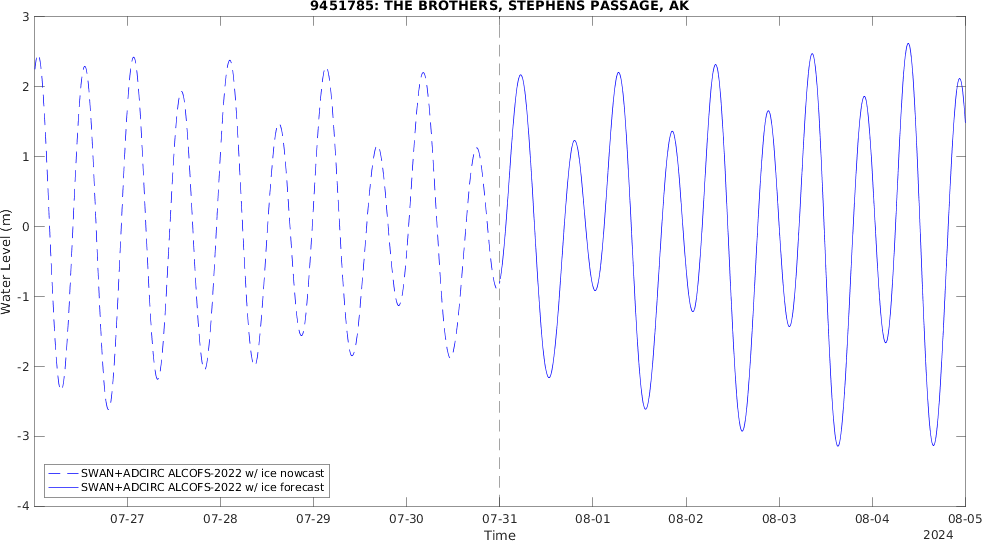 9451785: THE BROTHERS, STEPHENS PASSAGE, AK
3
2
1
0
-1
-2
-3
-4
Water Level (m)
SWAN+ADCIRC ALCOFS-2022 w/ ice nowcast
SWAN+ADCIRC ALCOFS-2022 w/ ice forecast
07-27 07-28 07-29 07-30 07-31 08-01 08-02 08-03 08-04 08-05
Time
2024